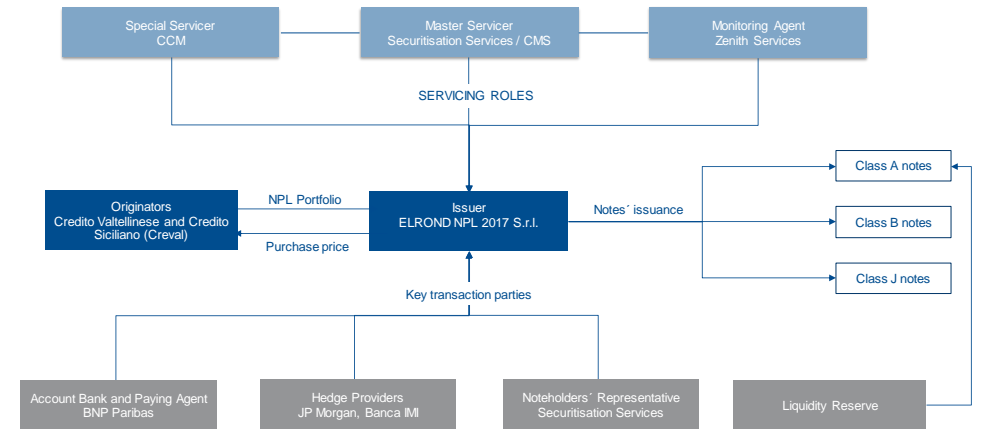 Special Servicer
CCM
Master Servicer
Securitisation Services / CMS
Monitoring Agent
Zenith Services
SERVICING ROLES
Class A notes
Originators
Credito Valtellinese and Credito
Siciliano (Creval)
NPL Portfolio
Purchase price
Issuer
ELROND NPL 2017 S.r.l.
Notes´ issuance
Class B notes
Class J notes
Key transaction parties
Account Bank and Paying Agent
BNP Paribas
Hedge Providers
JP Morgan, Banca IMI
Noteholders´ Representative
Securitisation Services
Liquidity Reserve